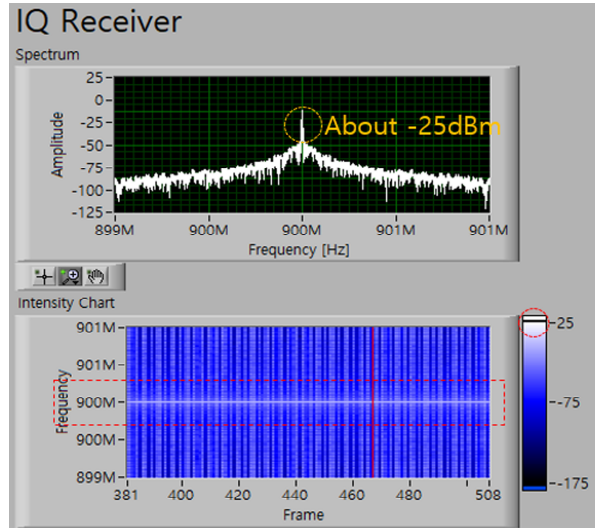 IQ Receiver
Spectrum
25
0
-25
-50
-75
-100
-125
Amplitude
About -25dBm
899M 900M 900M 901M 901M
Frequency [Hz]
Intensity Chart
901M
901M
900M
900M
899M
Frequency
381 400 420 440 460 480 508
Frame
-25
-75
-175